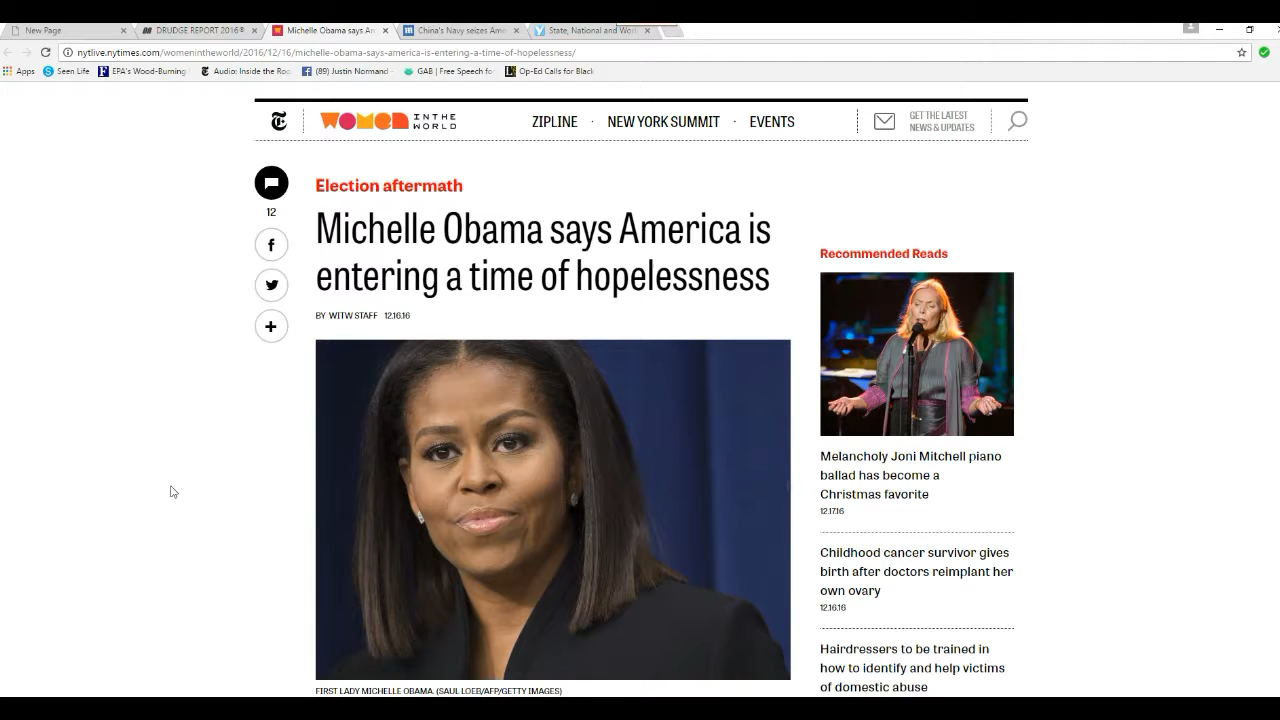 New Page
DRUDGE REPORT 2016®
Michelle Obama says Am
China's Navy seizes Ame
State, National and Worl
nytlive.nytimes.com/womenintheworld/2016/12/16/michelle-obama-says-america-is-entering-a-time-of-hopelessness/
Apps
Seen Life
EPA's Wood-Burning
Audio: Inside the Roo
(89) Justin Normand -
GAB | Free Speech fo
Op-Ed Calls for Black
WOMEN IN THE WORLD
ZIPLINE · NEW YORK SUMMIT · EVENTS
GET THE LATEST
NEWS & UPDATES
12
Election aftermath
Michelle Obama says America is
entering a time of hopelessness
BY WITW STAFF 12.16.16
FIRST LADY MICHELLE OBAMA. (SAUL LOEB/AFP/GETTY IMAGES)
Recommended Reads
Melancholy Joni Mitchell piano
ballad has become a
Christmas favorite
12.17.16
Childhood cancer survivor gives
birth after doctors reimplant her
own ovary
12.16.16
Hairdressers to be trained in
how to identify and help victims
of domestic abuse